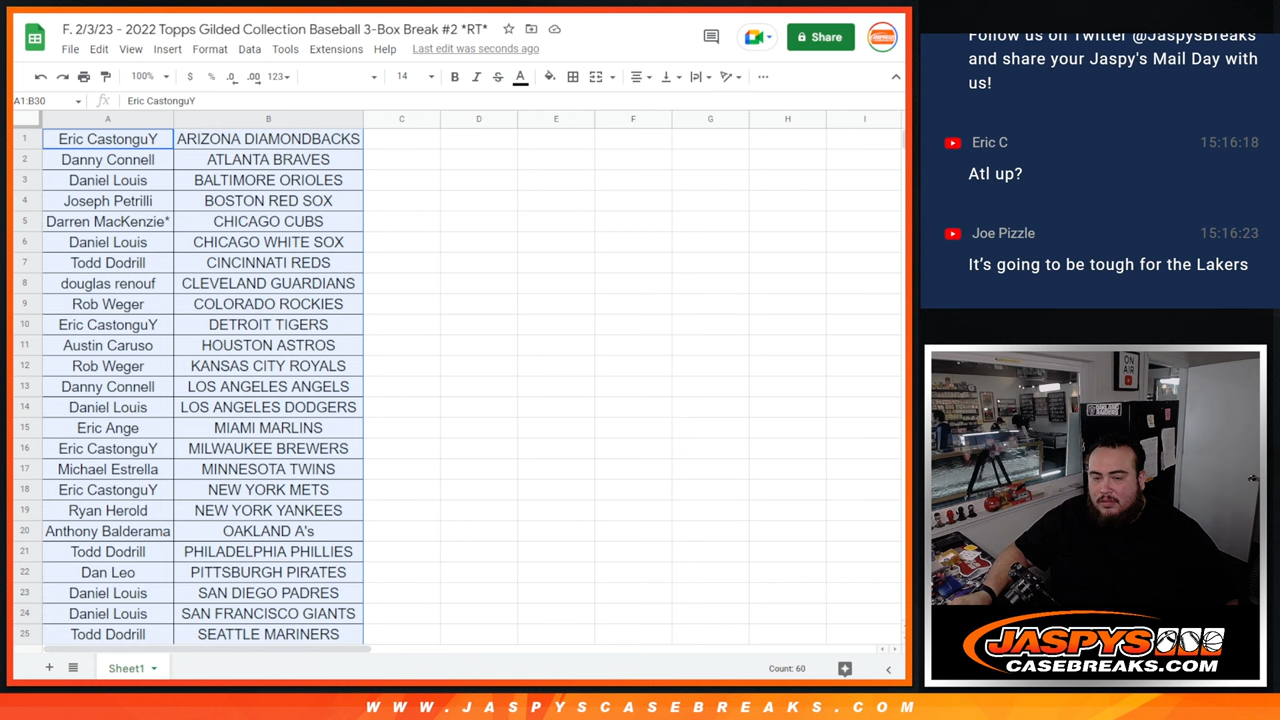 F. 2/3/23 - 2022 Topps Gilded Collection Baseball 3-Box Break #2 *RT*
File Edit View Insert Format Data Tools Extensions Help Last edit was seconds ago
Share
100% $ % .0 .00 123 14 B I S A
A1:B30 fx Eric CastonguY
A B C D E F G H I
1 Eric CastonguY ARIZONA DIAMONDBACKS
2 Danny Connell ATLANTA BRAVES
3 Daniel Louis BALTIMORE ORIOLES
4 Joseph Petrilli BOSTON RED SOX
5 Darren MacKenzie* CHICAGO CUBS
6 Daniel Louis CHICAGO WHITE SOX
7 Todd Dodrill CINCINNATI REDS
8 douglas renouf CLEVELAND GUARDIANS
9 Rob Weger COLORADO ROCKIES
10 Eric CastonguY DETROIT TIGERS
11 Austin Caruso HOUSTON ASTROS
12 Rob Weger KANSAS CITY ROYALS
13 Danny Connell LOS ANGELES ANGELS
14 Daniel Louis LOS ANGELES DODGERS
15 Eric Ange MIAMI MARLINS
16 Eric CastonguY MILWAUKEE BREWERS
17 Michael Estrella MINNESOTA TWINS
18 Eric CastonguY NEW YORK METS
19 Ryan Herold NEW YORK YANKEES
20 Anthony Balderama OAKLAND A's
21 Todd Dodrill PHILADELPHIA PHILLIES
22 Dan Leo PITTSBURGH PIRATES
23 Daniel Louis SAN DIEGO PADRES
24 Daniel Louis SAN FRANCISCO GIANTS
25 Todd Dodrill SEATTLE MARINERS
Sheet1
Count: 60
Follow us on Twitter @JaspysBreaks
and share your Jaspy's Mail Day with
us!
Eric C 15:16:18
Atl up?
Joe Pizzle 15:16:23
It's going to be tough for the Lakers
ON
AIR
JASPYS
CASEBREAKS.COM
WWW.JASPYSCASEBREAKS.COM